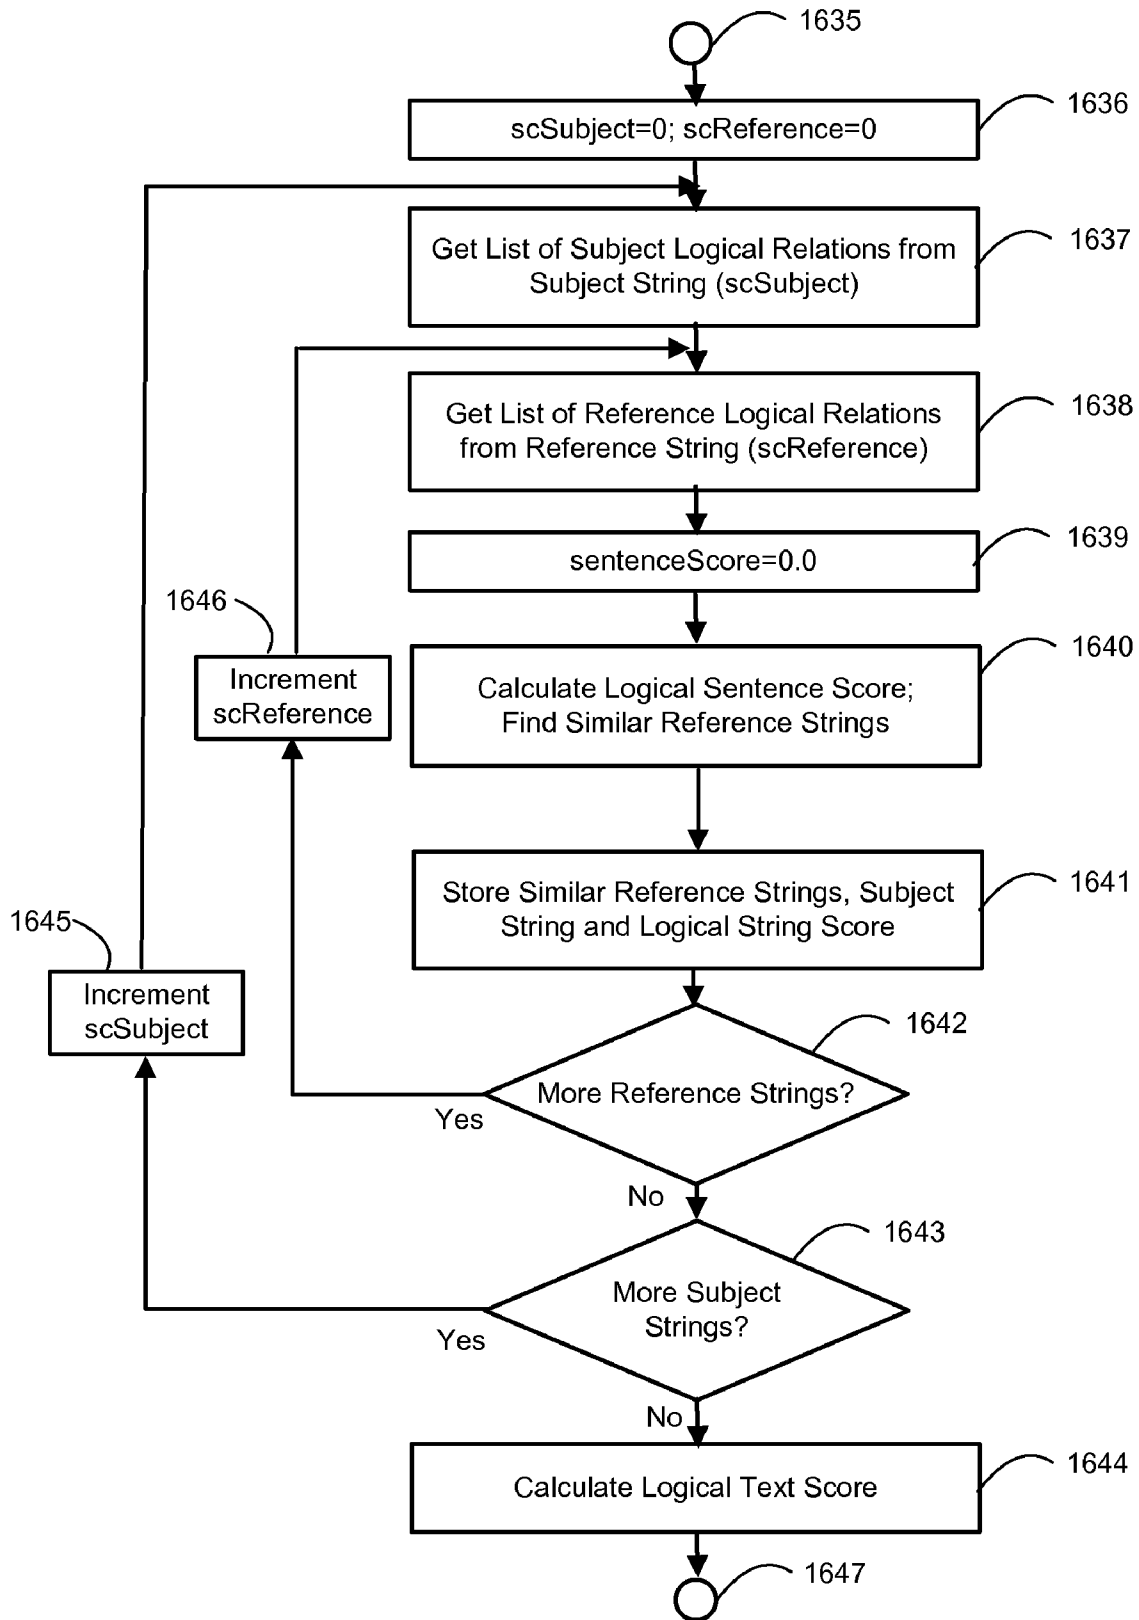 1635
scSubject=0; scReference=0
1636
Get List of Subject Logical Relations from
Subject String (scSubject)
1637
Get List of Reference Logical Relations
from Reference String (scReference)
1638
sentenceScore=0.0
1639
1646
Increment
scReference
Calculate Logical Sentence Score;
Find Similar Reference Strings
1640
Store Similar Reference Strings, Subject
String and Logical String Score
1641
1645
Increment
scSubject
1642
More Reference Strings?
Yes
No
1643
More Subject
Strings?
Yes
No
Calculate Logical Text Score
1644
1647